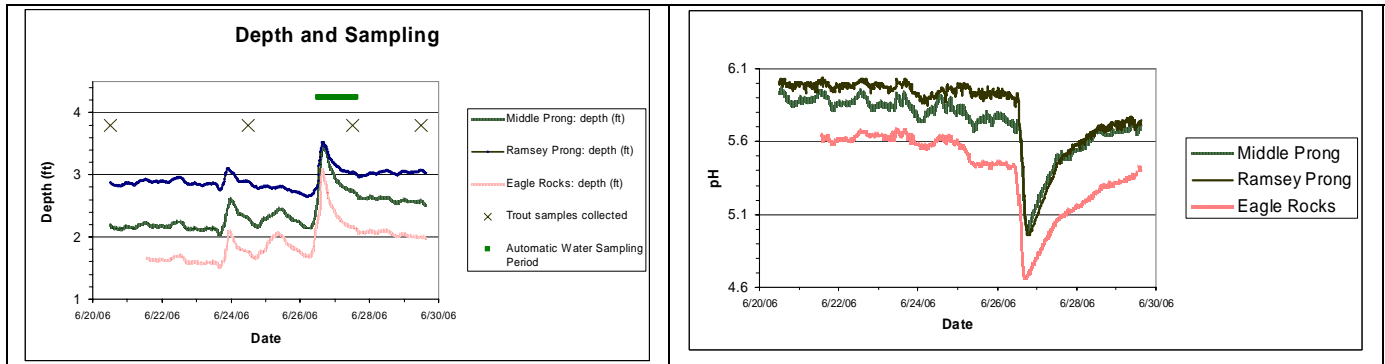 Depth and Sampling
4
3
2
1
Depth (ft)
6/20/06 6/22/06 6/24/06 6/26/06 6/28/06 6/30/06
Date
Middle Prong: depth (ft)
Ramsey Prong: depth (ft)
Eagle Rocks: depth (ft)
Trout samples collected
Automatic Water Sampling
Period
6.1
5.6
5.1
4.6
pH
6/20/06 6/22/06 6/24/06 6/26/06 6/28/06 6/30/06
Date
Middle Prong
Ramsey Prong
Eagle Rocks